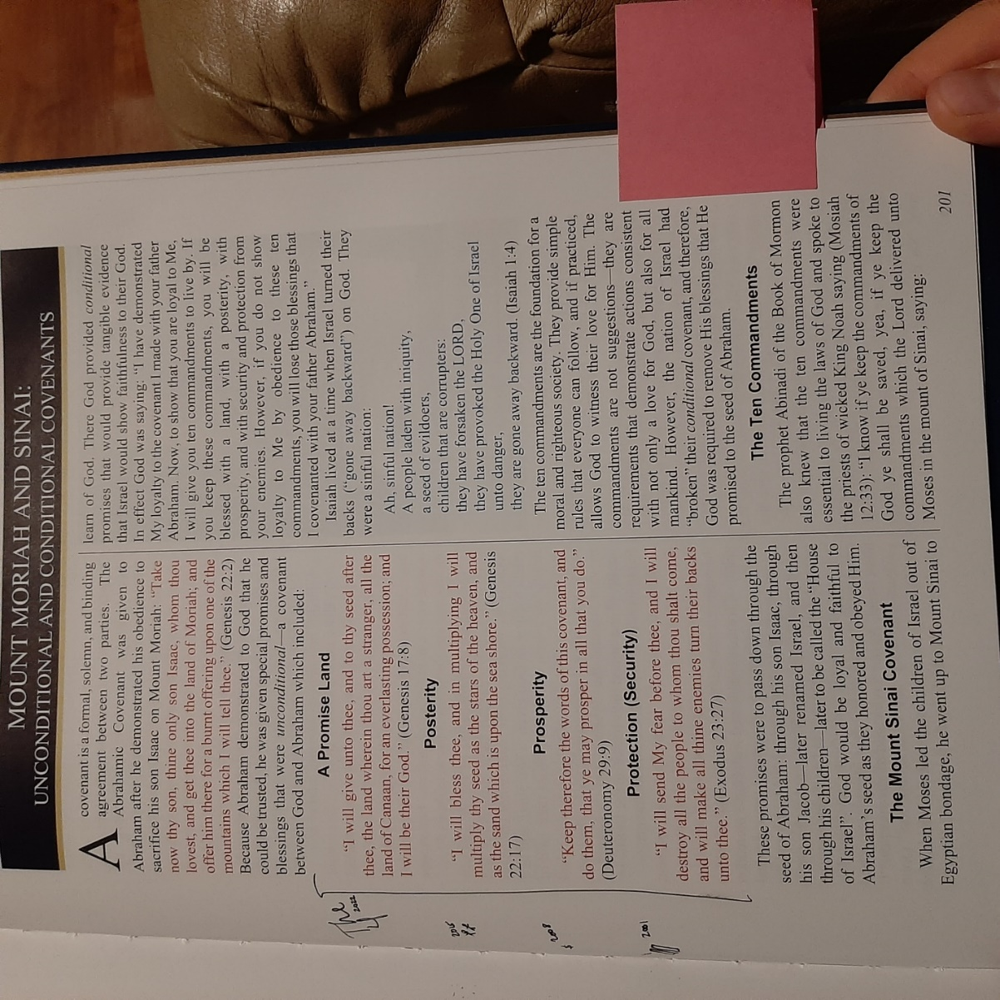 MOUNT MORIAH AND SINAI:
UNCONDITIONAL AND CONDITIONAL COVENANTS
A covenant is a formal, solemn, and binding
agreement between two parties. The
Abrahamic Covenant was given to
Abraham after he demonstrated his obedience to
sacrifice his son Isaac on Mount Moriah: “Take
now thy son, thine only son Isaac, whom thou
lovest, and get thee into the land of Moriah; and
offer him there for a burnt offering upon one of the
mountains which I will tell thee.” (Genesis 22:2)
Because Abraham demonstrated to God that he
could be trusted, he was given special promises and
blessings that were unconditional—a covenant
between God and Abraham which included:
A Promise Land
“I will give unto thee, and to thy seed after
thee, the land wherein thou art a stranger, all the
land of Canaan, for an everlasting possession; and
I will be their God.” (Genesis 17:8)
Posterity
“I will bless thee, and in multiplying I will
multiply thy seed as the stars of the heaven, and
as the sand which is upon the sea shore.” (Genesis
22:17)
Prosperity
“Keep therefore the words of this covenant, and
do them, that ye may prosper in all that you do.”
(Deuteronomy 29:9)
Protection (Security)
“I will send My fear before thee, and I will
destroy all the people to whom thou shalt come,
and will make all thine enemies turn their backs
unto thee.” (Exodus 23:27)
These promises were to pass down through the
seed of Abraham: through his son Isaac, through
his son Jacob—later renamed Israel, and then
through his children—later to be called the “House
of Israel”. God would be loyal and faithful to
Abraham’s seed as they honored and obeyed Him.
The Mount Sinai Covenant
When Moses led the children of Israel out of
Egyptian bondage, he went up to Mount Sinai to
learn of God. There God provided conditional
promises that would provide tangible evidence
that Israel would show faithfulness to their God.
In effect God was saying: “I have demonstrated
My loyalty to the covenant I made with your father
Abraham. Now, to show that you are loyal to Me,
I will give you ten commandments to live by. If
you keep these commandments, you will be
blessed with a land, with a posterity, with
prosperity, and with security and protection from
your enemies. However, if you do not show
loyalty to Me by obedience to these ten
commandments, you will lose those blessings that
I covenanted with your father Abraham.”
Isaiah lived at a time when Israel turned their
backs (“gone away backward”) on God. They
were a sinful nation:
Ah, sinful nation!
A people laden with iniquity,
a seed of evildoers,
children that are corrupters:
they have forsaken the LORD,
they have provoked the Holy One of Israel
unto danger,
they are gone away backward. (Isaiah 1:4)
The ten commandments are the foundation for a
moral and righteous society. They provide simple
rules that everyone can follow, and if practiced,
allows God to witness their love for Him. The
commandments are not suggestions—they are
requirements that demonstrate actions consistent
with not only a love for God, but also for all
mankind. However, the nation of Israel had
“broken” their conditional covenant, and therefore,
God was required to remove His blessings that He
promised to the seed of Abraham.
The Ten Commandments
The prophet Abinadi of the Book of Mormon
also knew that the ten commandments were
essential to living the laws of God and spoke to
the priests of wicked King Noah saying (Mosiah
12:33): “I know if ye keep the commandments of
God ye shall be saved, yea, if ye keep the
commandments which the Lord delivered unto
Moses in the mount of Sinai, saying:
The
4
2022
2015
$ 2008
2001
201